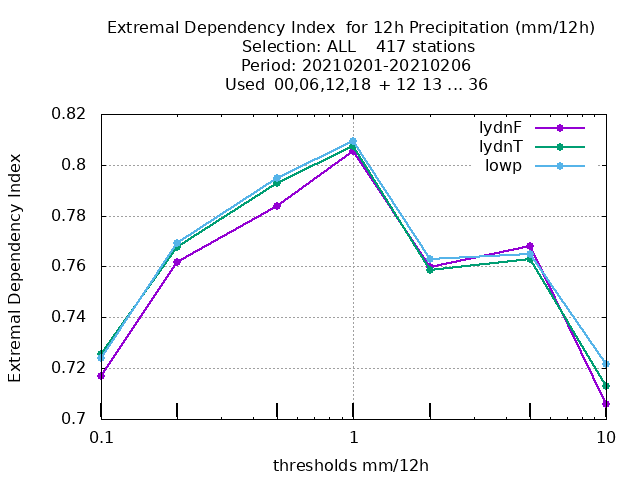 Extremal Dependency Index  for 12h Precipitation (mm/12h)
Selection: ALL    417 stations
Period: 20210201-20210206
Used  00,06,12,18  + 12 13 ... 36
lydnF
lydnT
lowp
0.82
0.8
0.78
0.76
0.74
0.72
0.7
Extremal Dependency Index
0.1
1
10
thresholds mm/12h